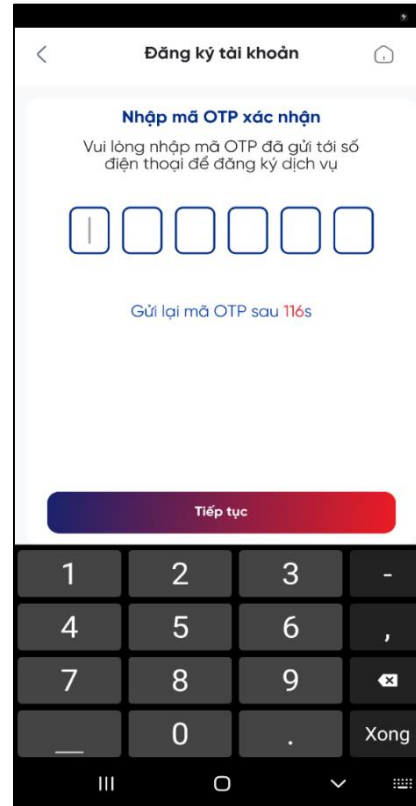 Đăng ký tài khoản
Nhập mã OTP xác nhận
Vui lòng nhập mã OTP đã gửi tới số
điện thoại để đăng ký dịch vụ
Gửi lại mã OTP sau 116s
Tiếp tục
1 2 3 -
4 5 6 ,
7 8 9
_ 0 . Xong